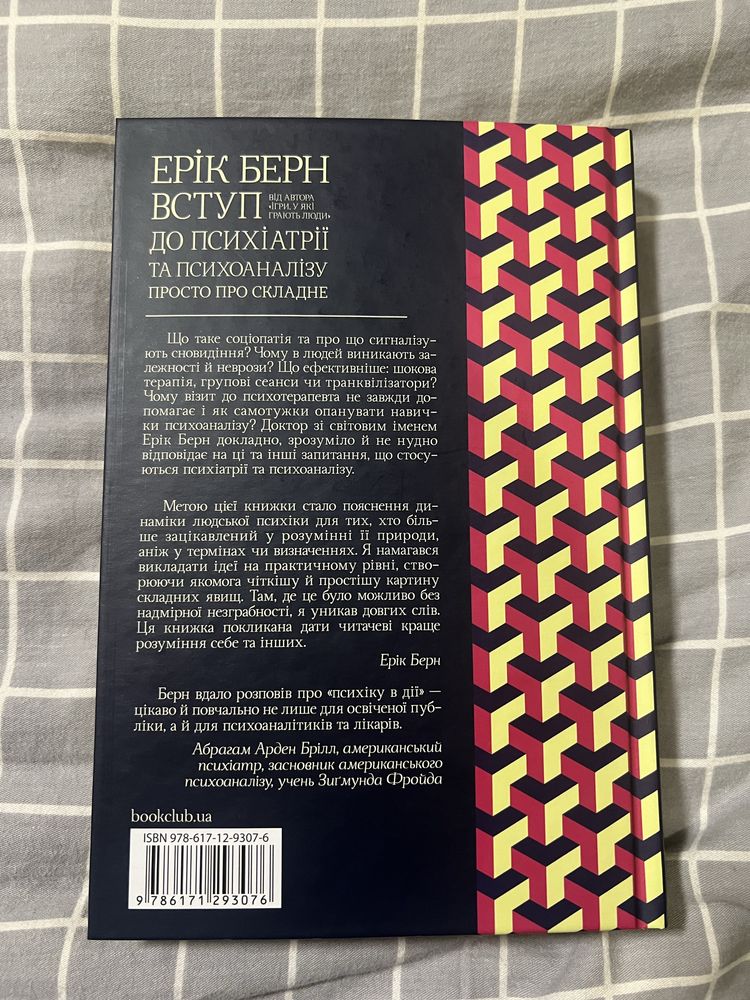 ЕРІК БЕРН
ВСТУП
ВІД АВТОРА
«ІГРИ, У ЯКІ
ГРАЮТЬ ЛЮДИ»
ДО ПСИХІАТРІЇ
ТА ПСИХОАНАЛІЗУ
ПРОСТО ПРО СКЛАДНЕ
Що таке соціопатія та про що сигналізу-
ють сновидіння? Чому в людей виникають за-
лежності й неврози? Що ефективніше: шокова
терапія, групові сеанси чи транквілізатори?
Чому візит до психотерапевта не завжди до-
помагає і як самотужки опанувати навич-
ки психоаналізу? Доктор зі світовим іменем
Ерік Берн докладно, зрозуміло й не нудно
відповідає на ці та інші запитання, що стосу-
ються психіатрії та психоаналізу.
Метою цієї книжки стало пояснення ди-
наміки людської психіки для тих, хто біль-
ше зацікавлений у розумінні її природи,
аніж у термінах чи визначеннях. Я намагався
викладати ідеї на практичному рівні, ство-
рюючи якомога чіткішу й простішу картину
складних явищ. Там, де це було можливо без
надмірної незграбності, я уникав довгих слів.
Ця книжка покликана дати читачеві краще
розуміння себе та інших.
Ерік Берн
Берн вдало розповів про «психіку в дії» —
цікаво й повчально не лише для освіченої пуб-
ліки, а й для психоаналітиків та лікарів.
Абрагам Арден Брілл, американський
психіатр, засновник американського
психоаналізу, учень Зиґмунда Фройда
bookclub.ua
ISBN 978-617-12-9307-6
9 786171 293076